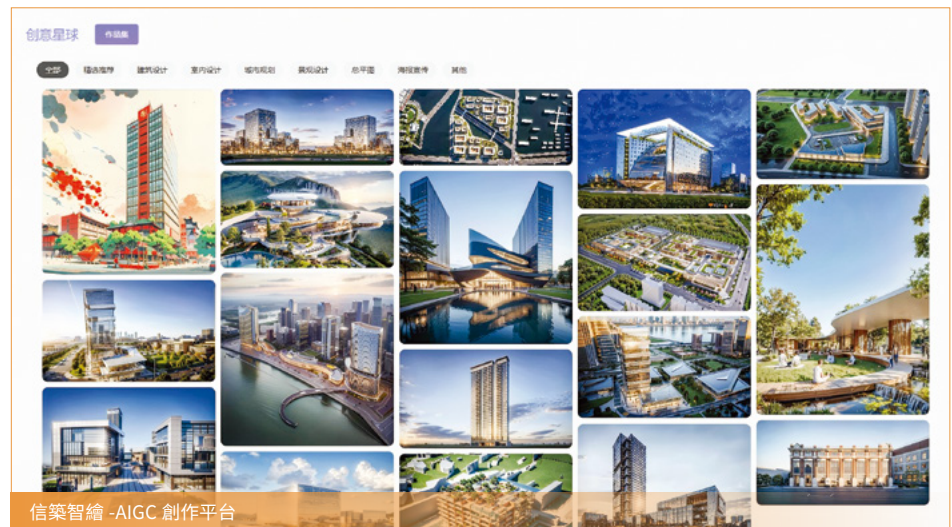 创意星球 作品集
全部 精选推荐 建筑设计 室内设计 城市规划 景观设计 总平图 海报宣传 其他
信築智繪 -AIGC 創作平台